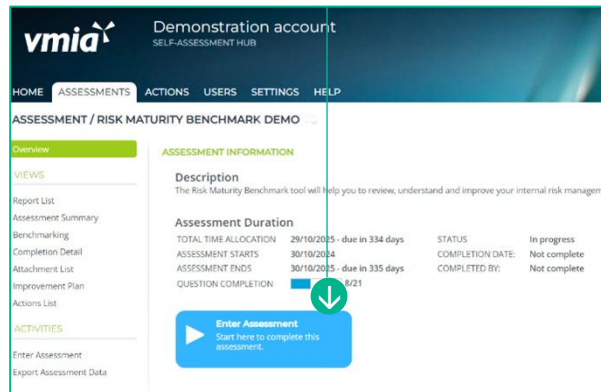 vmia
Demonstration account
SELF-ASSESSMENT HUB
HOME ASSESSMENTS ACTIONS USERS SETTINGS HELP
ASSESSMENT / RISK MATURITY BENCHMARK DEMO
Overview
VIEWS
Report List
Assessment Summary
Benchmarking
Completion Detail
Attachment List
Improvement Plan
Actions List
ACTIVITIES
Enter Assessment
Export Assessment Data
ASSESSMENT INFORMATION
Description
The Risk Maturity Benchmark tool will help you to review, understand and improve your internal risk managem
Assessment Duration
TOTAL TIME ALLOCATION 29/10/2025 - due in 334 days STATUS In progress
ASSESSMENT STARTS 30/10/2024 COMPLETION DATE: Not complete
ASSESSMENT ENDS 30/10/2025 - due in 335 days COMPLETED BY: Not complete
QUESTION COMPLETION 8/21
Enter Assessment
Start here to complete this
assessment.